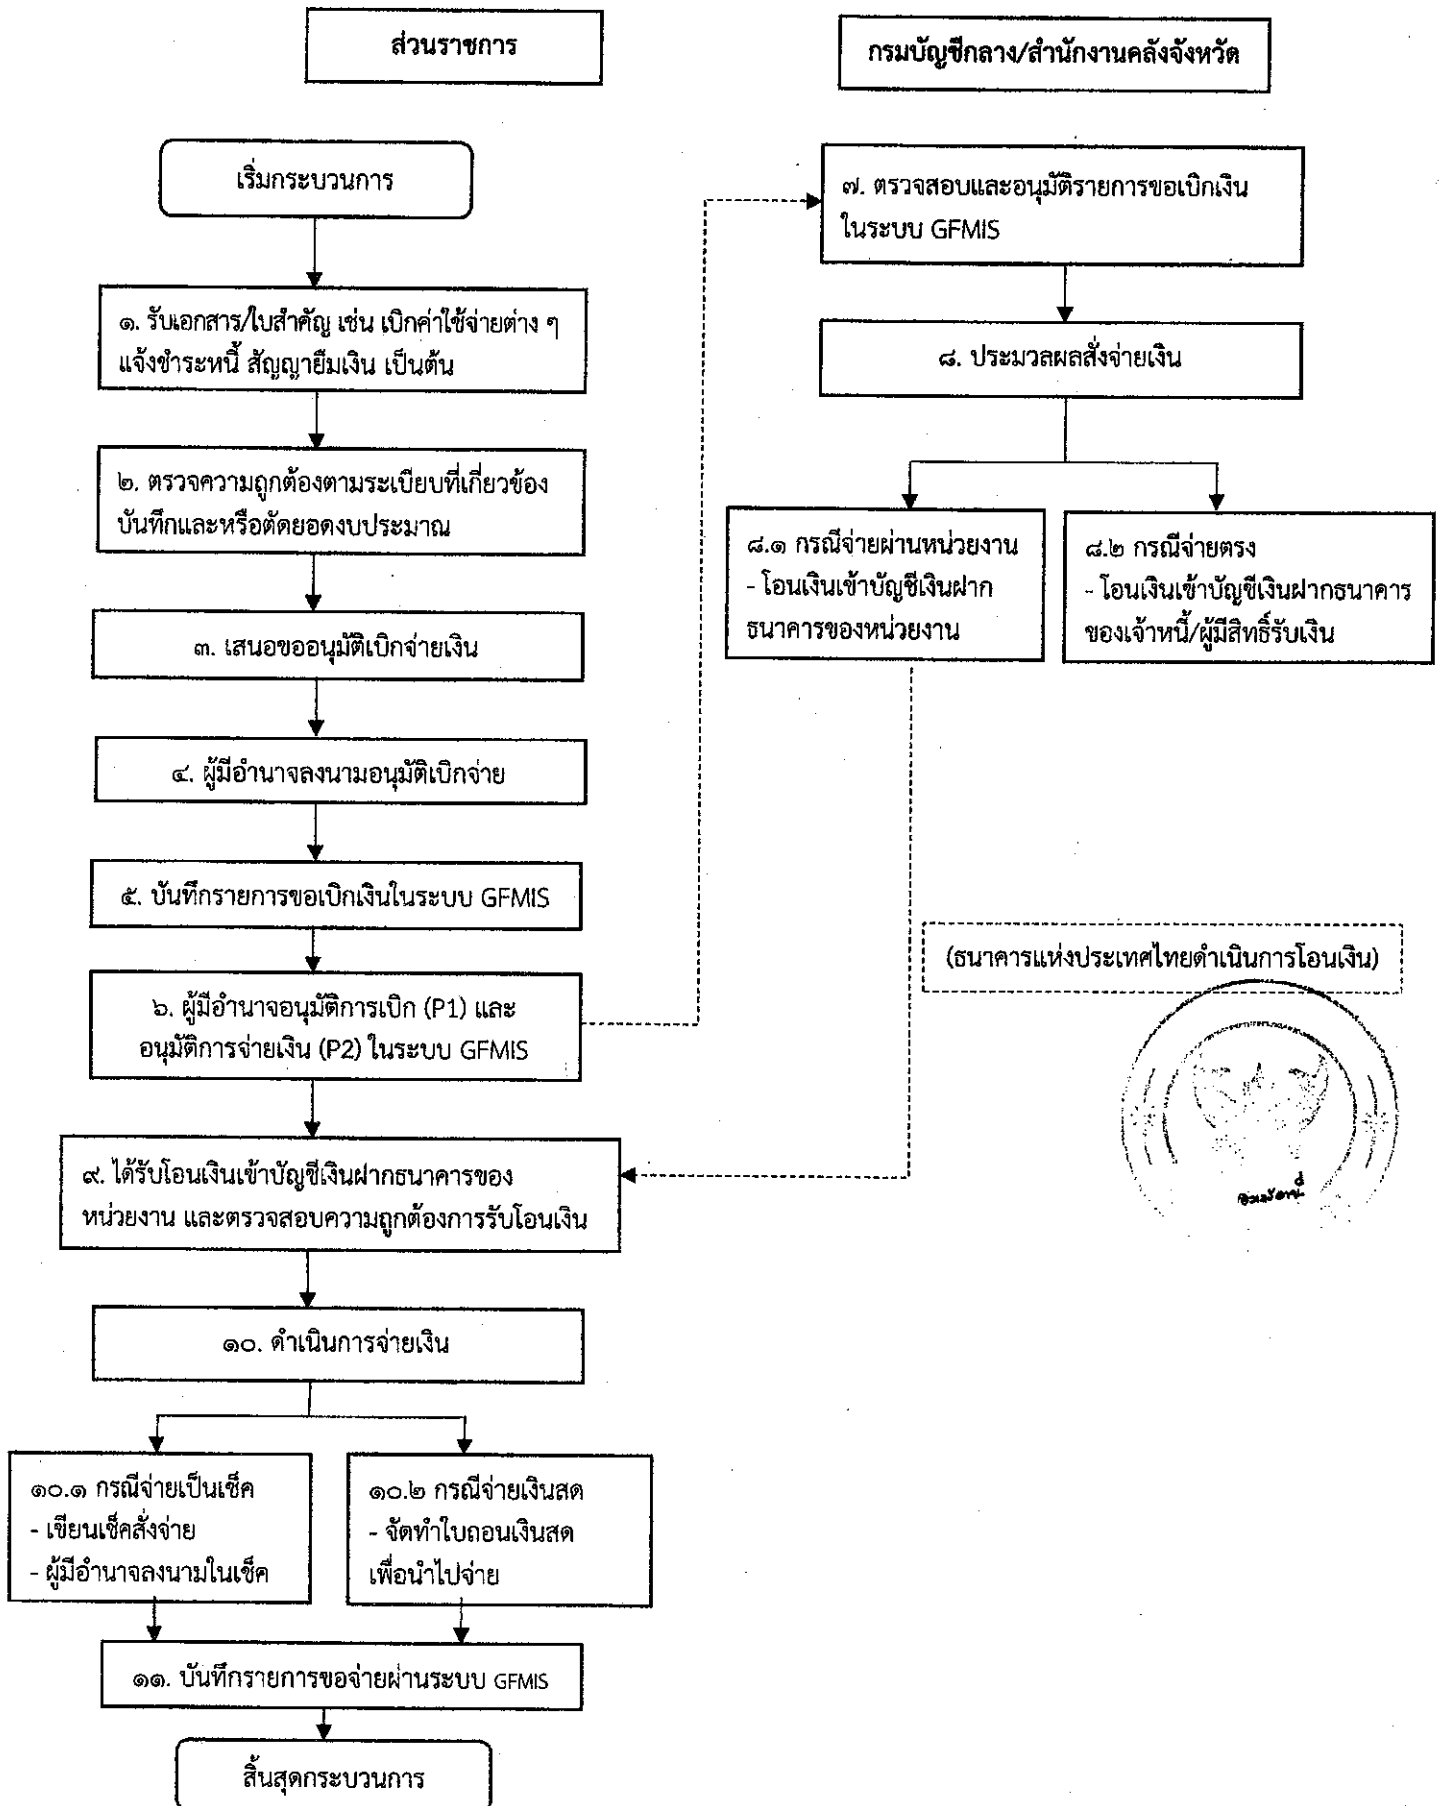 ส่วนราชการ
กรมบัญชีกลาง/สำนักงานคลังจังหวัด
เริ่มกระบวนการ
๑. รับเอกสาร/ใบสำคัญ เช่น เบิกค่าใช้จ่ายต่าง ๆ
แจ้งชำระหนี้ สัญญายืมเงิน เป็นต้น
๒. ตรวจความถูกต้องตามระเบียบที่เกี่ยวข้อง
บันทึกและหรือตัดยอดงบประมาณ
๓. เสนอขออนุมัติเบิกจ่ายเงิน
๔. ผู้มีอำนาจลงนามอนุมัติเบิกจ่าย
๕. บันทึกรายการขอเบิกเงินในระบบ GFMIS
๖. ผู้มีอำนาจอนุมัติการเบิก (P1) และ
อนุมัติการจ่ายเงิน (P2) ในระบบ GFMIS
๗. ตรวจสอบและอนุมัติรายการขอเบิกเงิน
ในระบบ GFMIS
๘. ประมวลผลสั่งจ่ายเงิน
๘.๑ กรณีจ่ายผ่านหน่วยงาน
- โอนเงินเข้าบัญชีเงินฝาก
ธนาคารของหน่วยงาน
๘.๒ กรณีจ่ายตรง
- โอนเงินเข้าบัญชีเงินฝากธนาคาร
ของเจ้าหนี้/ผู้มีสิทธิ์รับเงิน
(ธนาคารแห่งประเทศไทยดำเนินการโอนเงิน)
๙. ได้รับโอนเงินเข้าบัญชีเงินฝากธนาคารของ
หน่วยงาน และตรวจสอบความถูกต้องการรับโอนเงิน
๑๐. ดำเนินการจ่ายเงิน
๑๐.๑ กรณีจ่ายเป็นเช็ค
- เขียนเช็คสั่งจ่าย
- ผู้มีอำนาจลงนามในเช็ค
๑๐.๒ กรณีจ่ายเงินสด
- จัดทำใบถอนเงินสด
เพื่อนำไปจ่าย
๑๑. บันทึกรายการขอจ่ายผ่านระบบ GFMIS
สิ้นสุดกระบวนการ